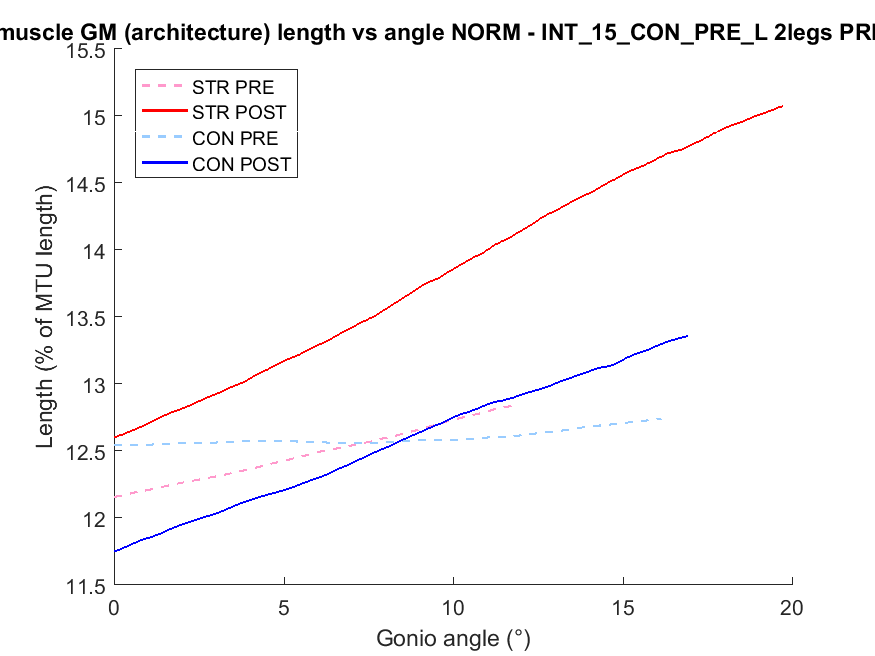 muscle GM (architecture) length vs angle NORM - INT_15_CON_PRE_L 2legs PRE
15.5
15
14.5
14
13.5
13
12.5
12
11.5
Length (% of MTU length)
STR PRE
STR POST
CON PRE
CON POST
0
5
10
15
20
Gonio angle (°)